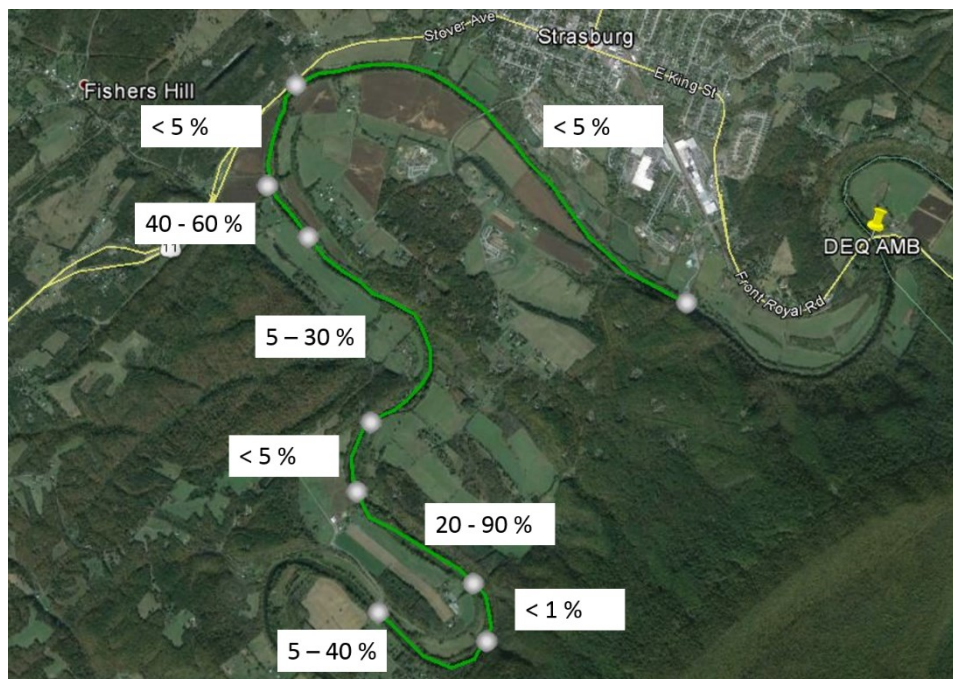 Stover Ave
Strasburg
E King St
Fishers Hill
< 5 %
< 5 %
40 - 60 %
11
DEQ AMB
Front Royal Rd
5 – 30 %
< 5 %
20 - 90 %
< 1 %
5 – 40 %